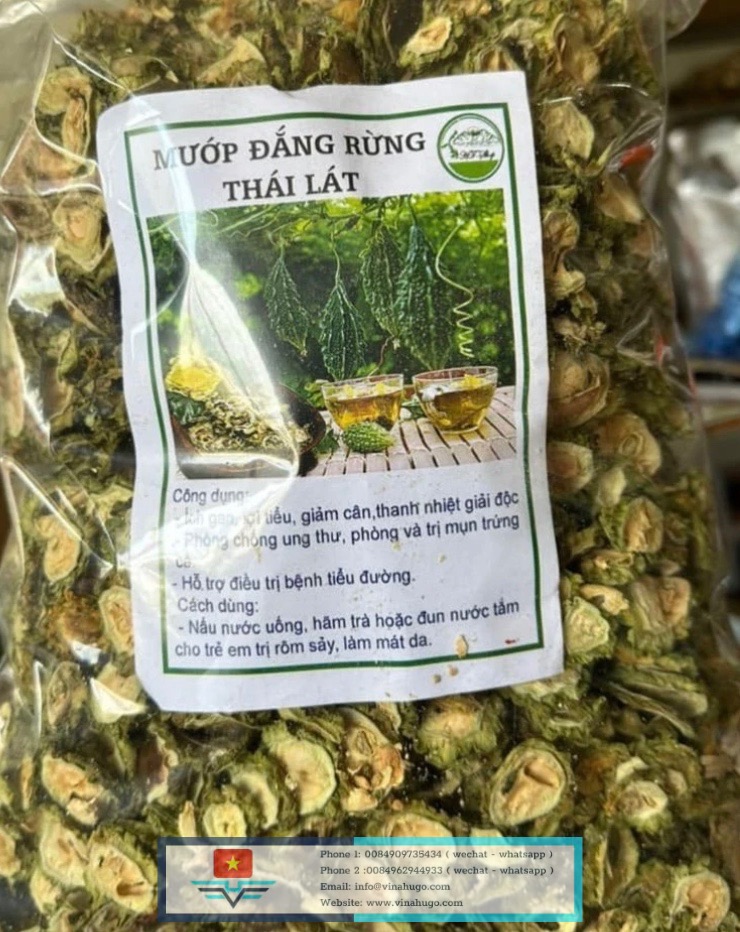 MƯỚP ĐẮNG RỪNG
THÁI LÁT
Công dụng:
tiểu, giảm cân,thanh nhiệt giải độc
- Phòng chống ung thư, phòng và trị mụn trứng
cá
- Hỗ trợ điều trị bệnh tiểu đường.
Cách dùng:
- Nấu nước uống, hãm trà hoặc đun nước tắm
cho trẻ em trị rôm sảy, làm mát da.
Phone 1: 0084909735434 ( wechat - whatsapp )
Phone 2 :0084962944933 ( wechat - whatsapp )
Email: info@vinahugo.com
Website: www.vinahugo.com